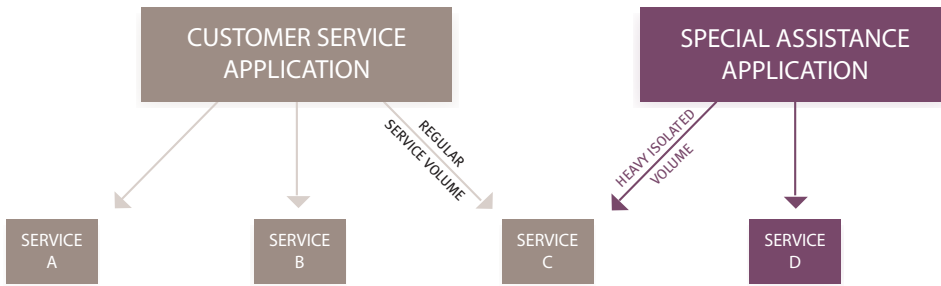 CUSTOMER SERVICE
APPLICATION
SPECIAL ASSISTANCE
APPLICATION
REGULAR
SERVICE VOLUME
HEAVY ISOLATED
VOLUME
SERVICE
A
SERVICE
B
SERVICE
C
SERVICE
D